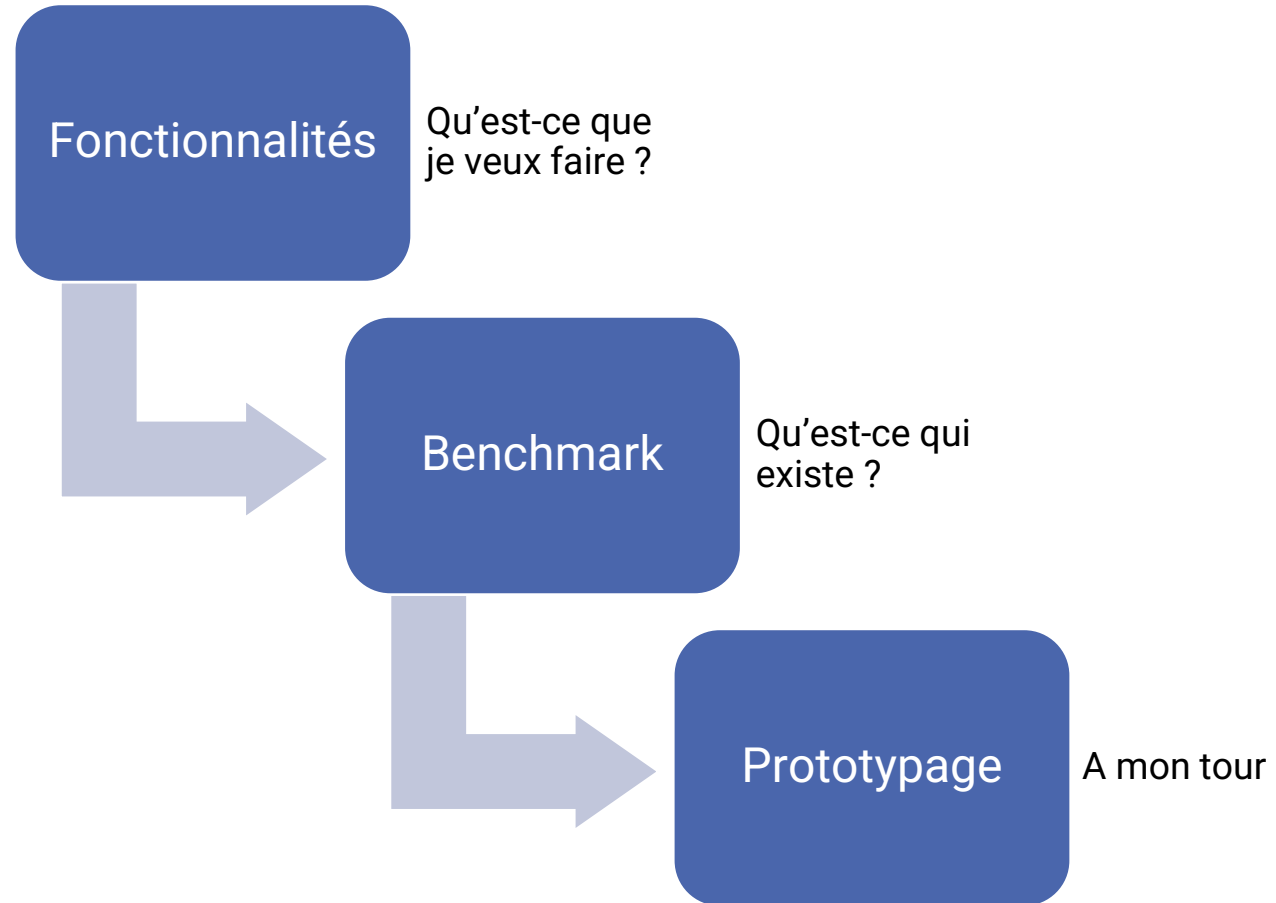 Fonctionnalités
Qu’est-ce que
je veux faire ?
Benchmark
Qu’est-ce qui
existe ?
Prototypage
A mon tour